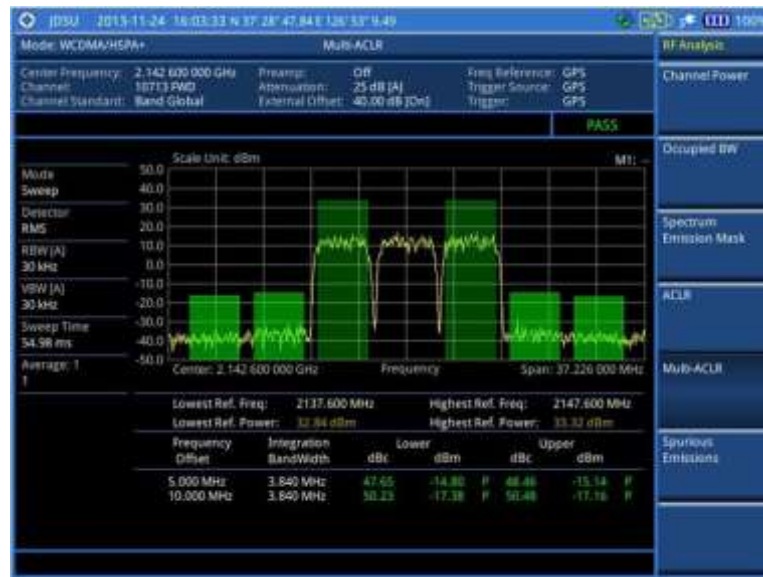 JDSU 2013-11-24 16:03:33 N 37° 28' 47.84 E 126° 53' 9.49 100%
Mode: WCDMA/HSPA+ Multi-ACLR RF Analysis
Center Frequency: 2.142 600 000 GHz Preamp: Off Freq Reference: GPS
Channel: 10713 FWD Attenuation: 25 dB [A] Trigger Source: GPS
Channel Standard: Band Global External Offset: 40.00 dB [On] Trigger: GPS
Channel Power
PASS
Occupied BW
Scale Unit: dBm M1: --
Mode
Sweep
Detector
RMS
RBW [A]
30 kHz
VBW [A]
30 kHz
Sweep Time
54.98 ms
Average: 1
1
50.0
40.0
30.0
20.0
10.0
0.0
-10.0
-20.0
-30.0
-40.0
-50.0
Spectrum
Emission Mask
ACLR
Center: 2.142 600 000 GHz Frequency Span: 37.226 000 MHz
Multi-ACLR
Lowest Ref. Freq: 2137.600 MHz Highest Ref. Freq: 2147.600 MHz
Lowest Ref. Power: 32.84 dBm Highest Ref. Power: 33.32 dBm
Frequency Integration Lower Upper
Offset BandWidth dBc dBm dBc dBm
5.000 MHz 3.840 MHz 47.65 -14.80 P 48.46 -15.14 P
10.000 MHz 3.840 MHz 50.23 -17.38 P 50.48 -17.16 P
Spurious
Emissions